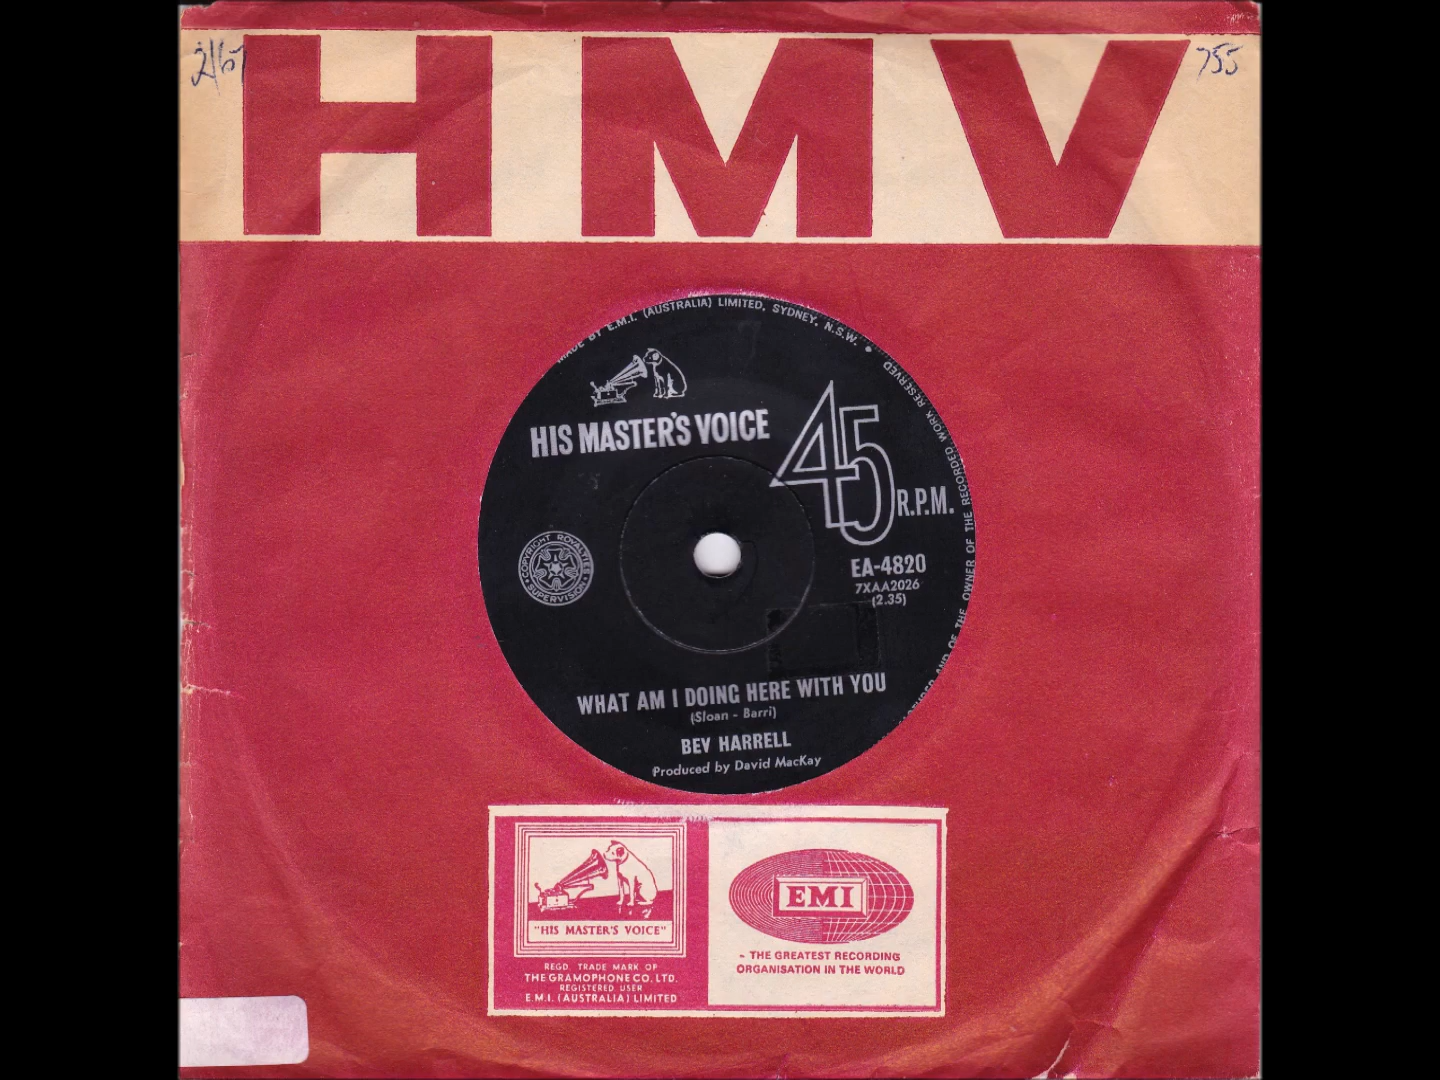 HMV
2/67
755
MADE BY E.M.I. (AUSTRALIA) LIMITED, SYDNEY, N.S.W.
WORK RESERVED
OF THE RECORDED
AND OF THE OWNER
HIS MASTER'S VOICE
45 R.P.M.
COPYRIGHT ROYALTIES
SUPERVISION
EA-4820
7XAA2026
(2.35)
WHAT AM I DOING HERE WITH YOU
(Sloan - Barri)
BEV HARRELL
Produced by David MacKay
"HIS MASTER'S VOICE"
REGD. TRADE MARK OF
THE GRAMOPHONE CO. LTD.
REGISTERED USER
E.M.I. (AUSTRALIA) LIMITED
EMI
- THE GREATEST RECORDING
ORGANISATION IN THE WORLD